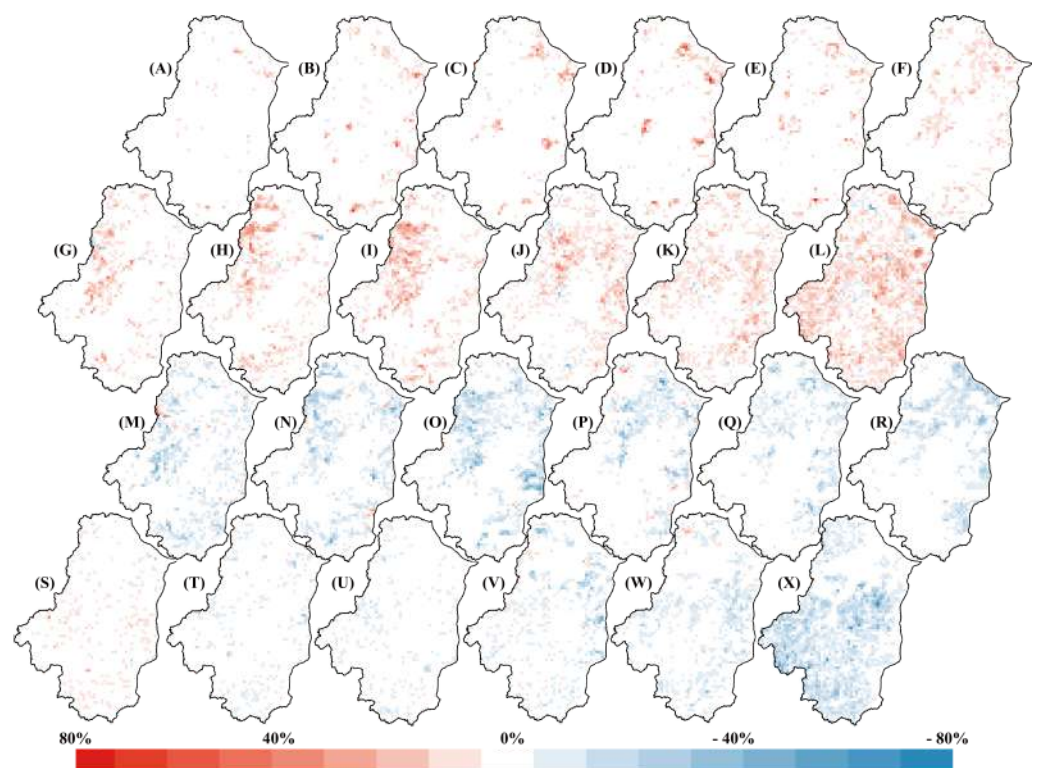 (A) (B) (C) (D) (E) (F)
(G) (H) (I) (J) (K) (L)
(M) (N) (O) (P) (Q) (R)
(S) (T) (U) (V) (W) (X)
80% 40% 0% - 40% - 80%